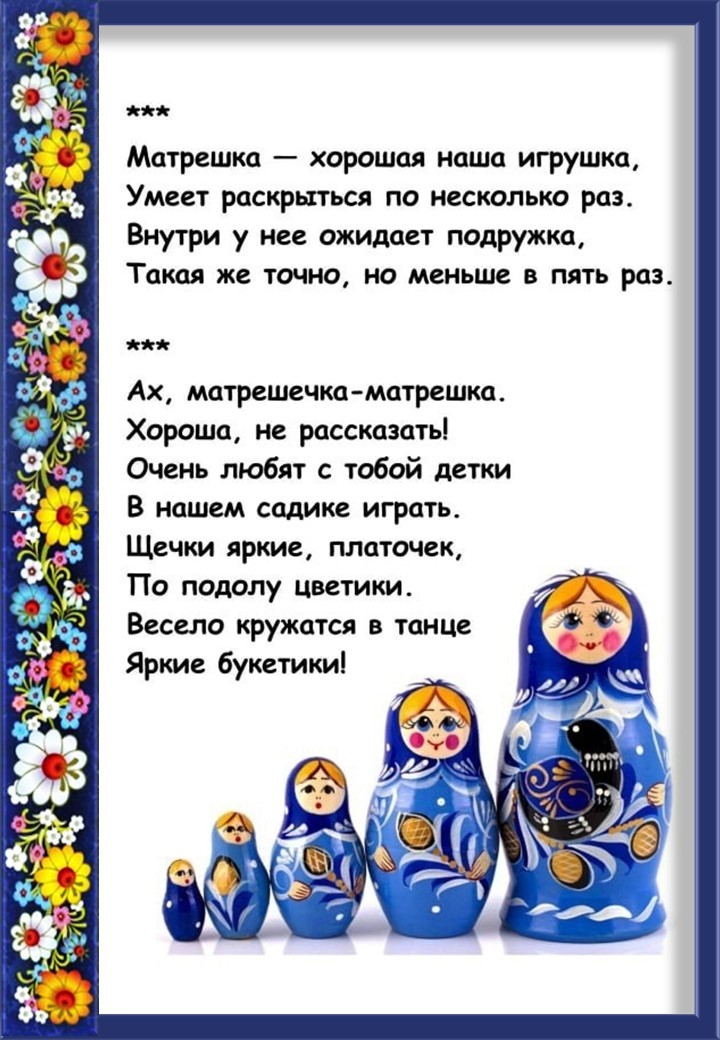 ***
Матрешка — хорошая наша игрушка,
Умеет раскрыться по несколько раз.
Внутри у нее ожидает подружка,
Такая же точно, но меньше в пять раз.
***
Ах, матрешечка-матрешка.
Хороша, не рассказать!
Очень любят с тобой детки
В нашем садике играть.
Щечки яркие, платочек,
По подолу цветики.
Весело кружатся в танце
Яркие букетики!